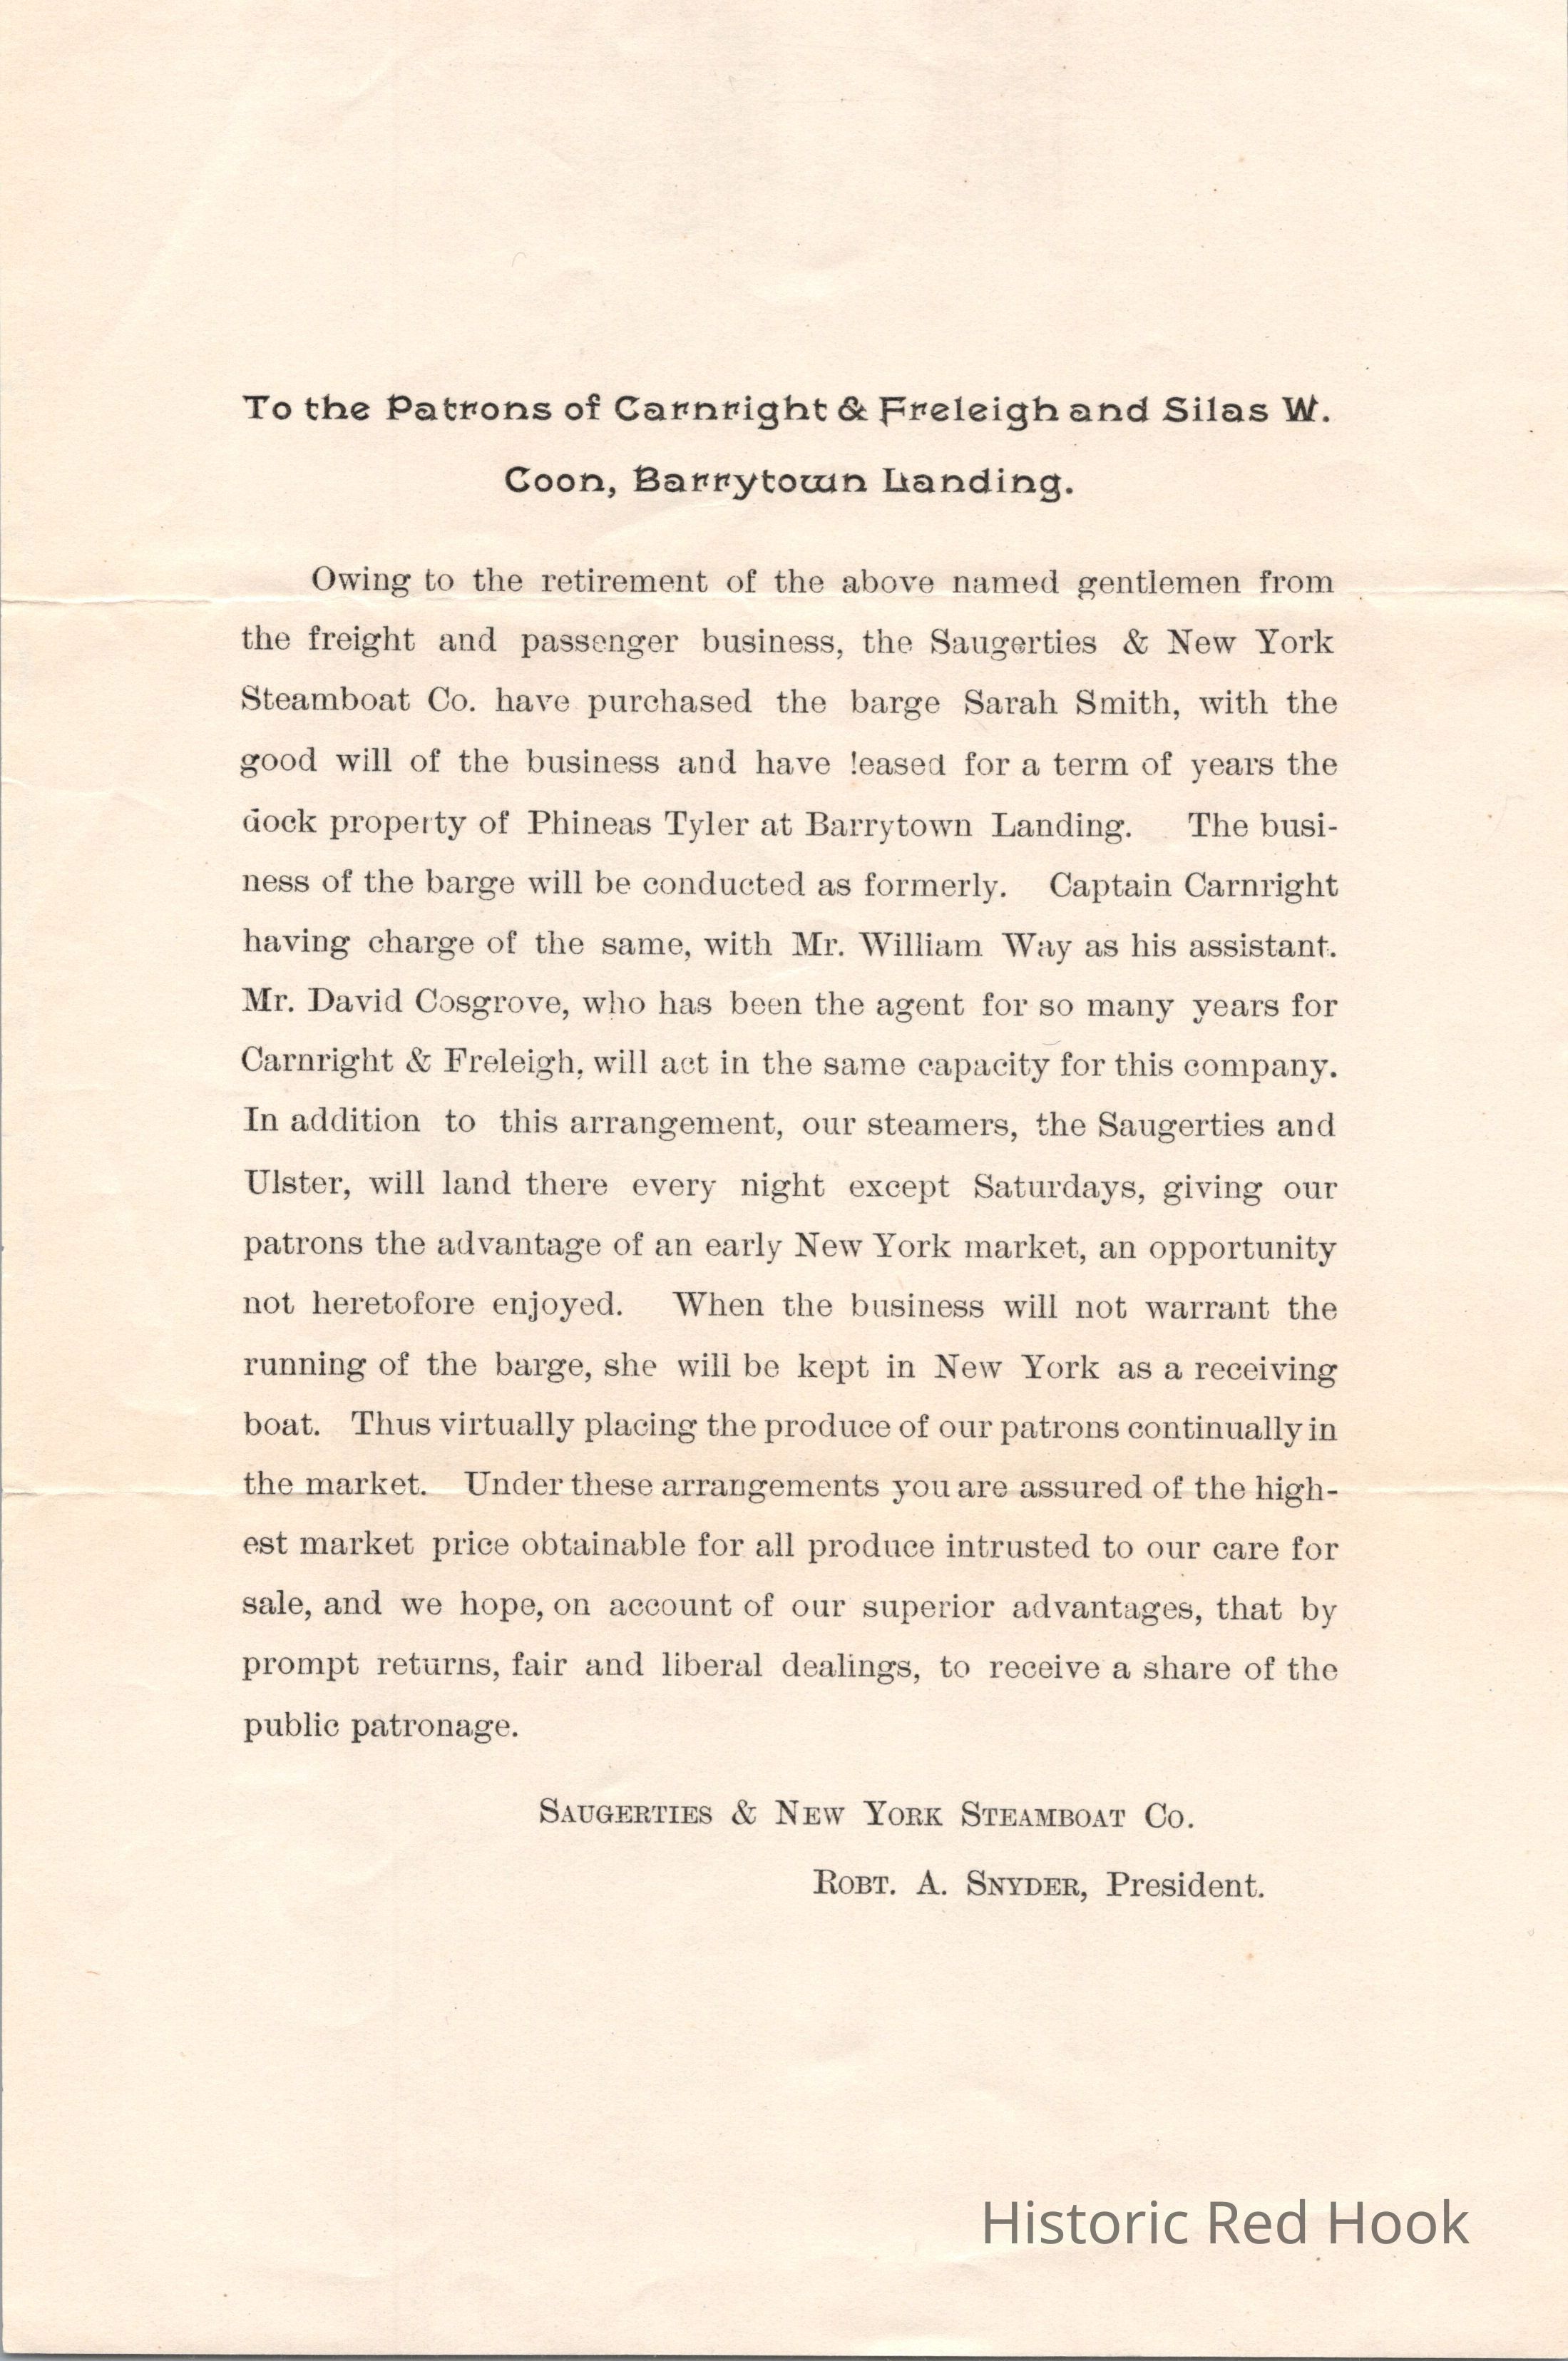 To the Patrons of Carnright & Freleigh and Silas W.
Coon, Barrytown Landing.
Owing to the retirement of the above named gentlemen from
the freight and passenger business, the Saugerties & New York
Steamboat Co. have purchased the barge Sarah Smith, with the
good will of the business and have leased for a term of years the
dock property of Phineas Tyler at Barrytown Landing. The busi-
ness of the barge will be conducted as formerly. Captain Carnright
having charge of the same, with Mr. William Way as his assistant.
Mr. David Cosgrove, who has been the agent for so many years for
Carnright & Freleigh, will act in the same capacity for this company.
In addition to this arrangement, our steamers, the Saugerties and
Ulster, will land there every night except Saturdays, giving our
patrons the advantage of an early New York market, an opportunity
not heretofore enjoyed. When the business will not warrant the
running of the barge, she will be kept in New York as a receiving
boat. Thus virtually placing the produce of our patrons continually in
the market. Under these arrangements you are assured of the high-
est market price obtainable for all produce intrusted to our care for
sale, and we hope, on account of our superior advantages, that by
prompt returns, fair and liberal dealings, to receive a share of the
public patronage.
Saugerties & New York Steamboat Co.
Robt. A. Snyder, President.
Historic Red Hook